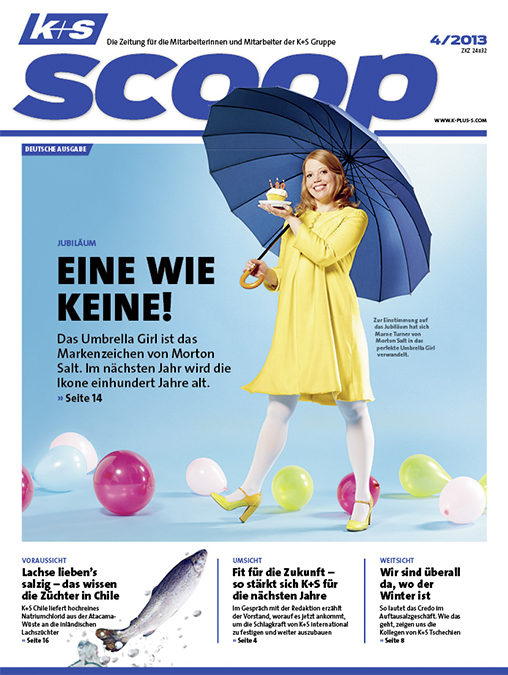 k+s
Die Zeitung für die Mitarbeiterinnen und Mitarbeiter der K+S Gruppe
4/2013
ZKZ 24832
scoop
WWW.K-PLUS-S.COM
DEUTSCHE AUSGABE
JUBILÄUM
EINE WIE
KEINE!
Das Umbrella Girl ist das
Markenzeichen von Morton
Salt. Im nächsten Jahr wird die
Ikone einhundert Jahre alt.
» Seite 14
Zur Einstimmung auf
das Jubiläum hat sich
Marne Turner von
Morton Salt in das
perfekte Umbrella Girl
verwandelt.
VORAUSSICHT
Lachse lieben's
salzig – das wissen
die Züchter in Chile
K+S Chile liefert hochreines
Natriumchlorid aus der Atacama-
Wüste an die inländischen
Lachszüchter
» Seite 16
UMSICHT
Fit für die Zukunft –
so stärkt sich K+S für
die nächsten Jahre
Im Gespräch mit der Redaktion erzählt
der Vorstand, worauf es jetzt ankommt,
um die Schlagkraft von K+S international
zu festigen und weiter auszubauen
» Seite 4
WEITSICHT
Wir sind überall
da, wo der
Winter ist
So lautet das Credo im
Auftausalzgeschäft. Wie das
geht, zeigen uns die
Kollegen von K+S Tschechien
» Seite 8